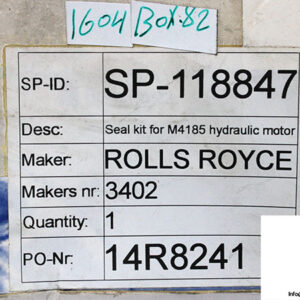 1604 BOX.82
SP-ID: SP-118847
Desc: Seal kit for M4185 hydraulic motor
Maker: ROLLS ROYCE
Makers nr: 3402
Quantity: 1
PO-Nr: 14R8241